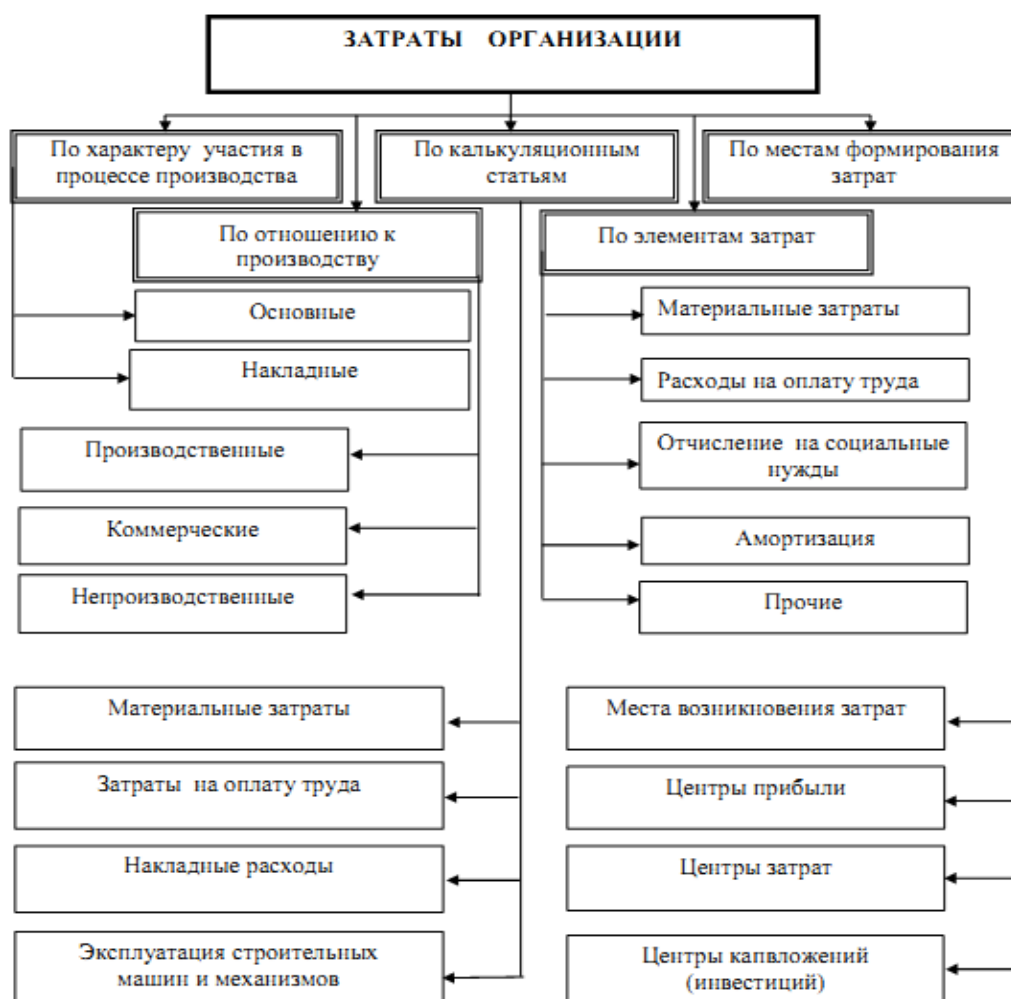 ЗАТРАТЫ ОРГАНИЗАЦИИ
По характеру участия в
процессе производства
По калькуляционным
статьям
По местам формирования
затрат
По отношению к
производству
По элементам затрат
Основные
Накладные
Производственные
Коммерческие
Непроизводственные
Материальные затраты
Расходы на оплату труда
Отчисление на социальные
нужды
Амортизация
Прочие
Материальные затраты
Затраты на оплату труда
Накладные расходы
Эксплуатация строительных
машин и механизмов
Места возникновения затрат
Центры прибыли
Центры затрат
Центры капвложений
(инвестиций)